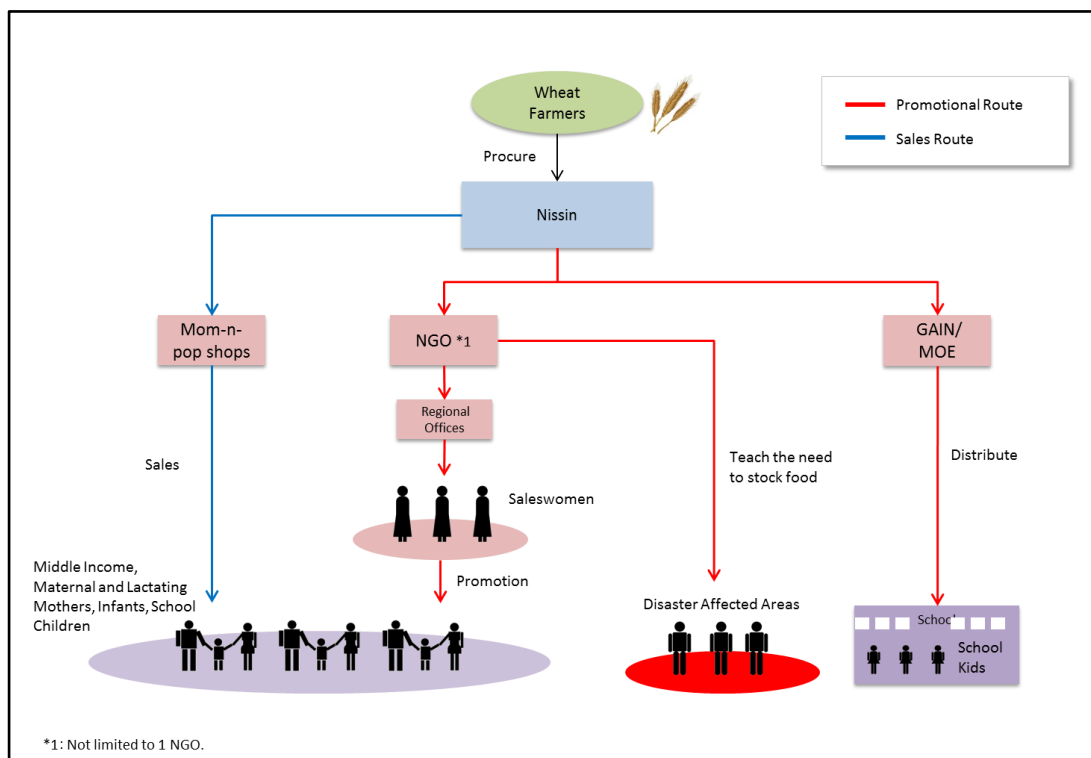 Wheat
Farmers
Promotional Route
Sales Route
Procure
Nissin
Mom-n-
pop shops
NGO *1
GAIN/
MOE
Regional
Offices
Sales
Teach the need
to stock food
Distribute
Saleswomen
Middle Income,
Maternal and Lactating
Mothers, Infants, School
Children
Promotion
Disaster Affected Areas
School
School
Kids
*1: Not limited to 1 NGO.